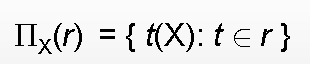 Π_X(r) = { t(X): t ∈ r }